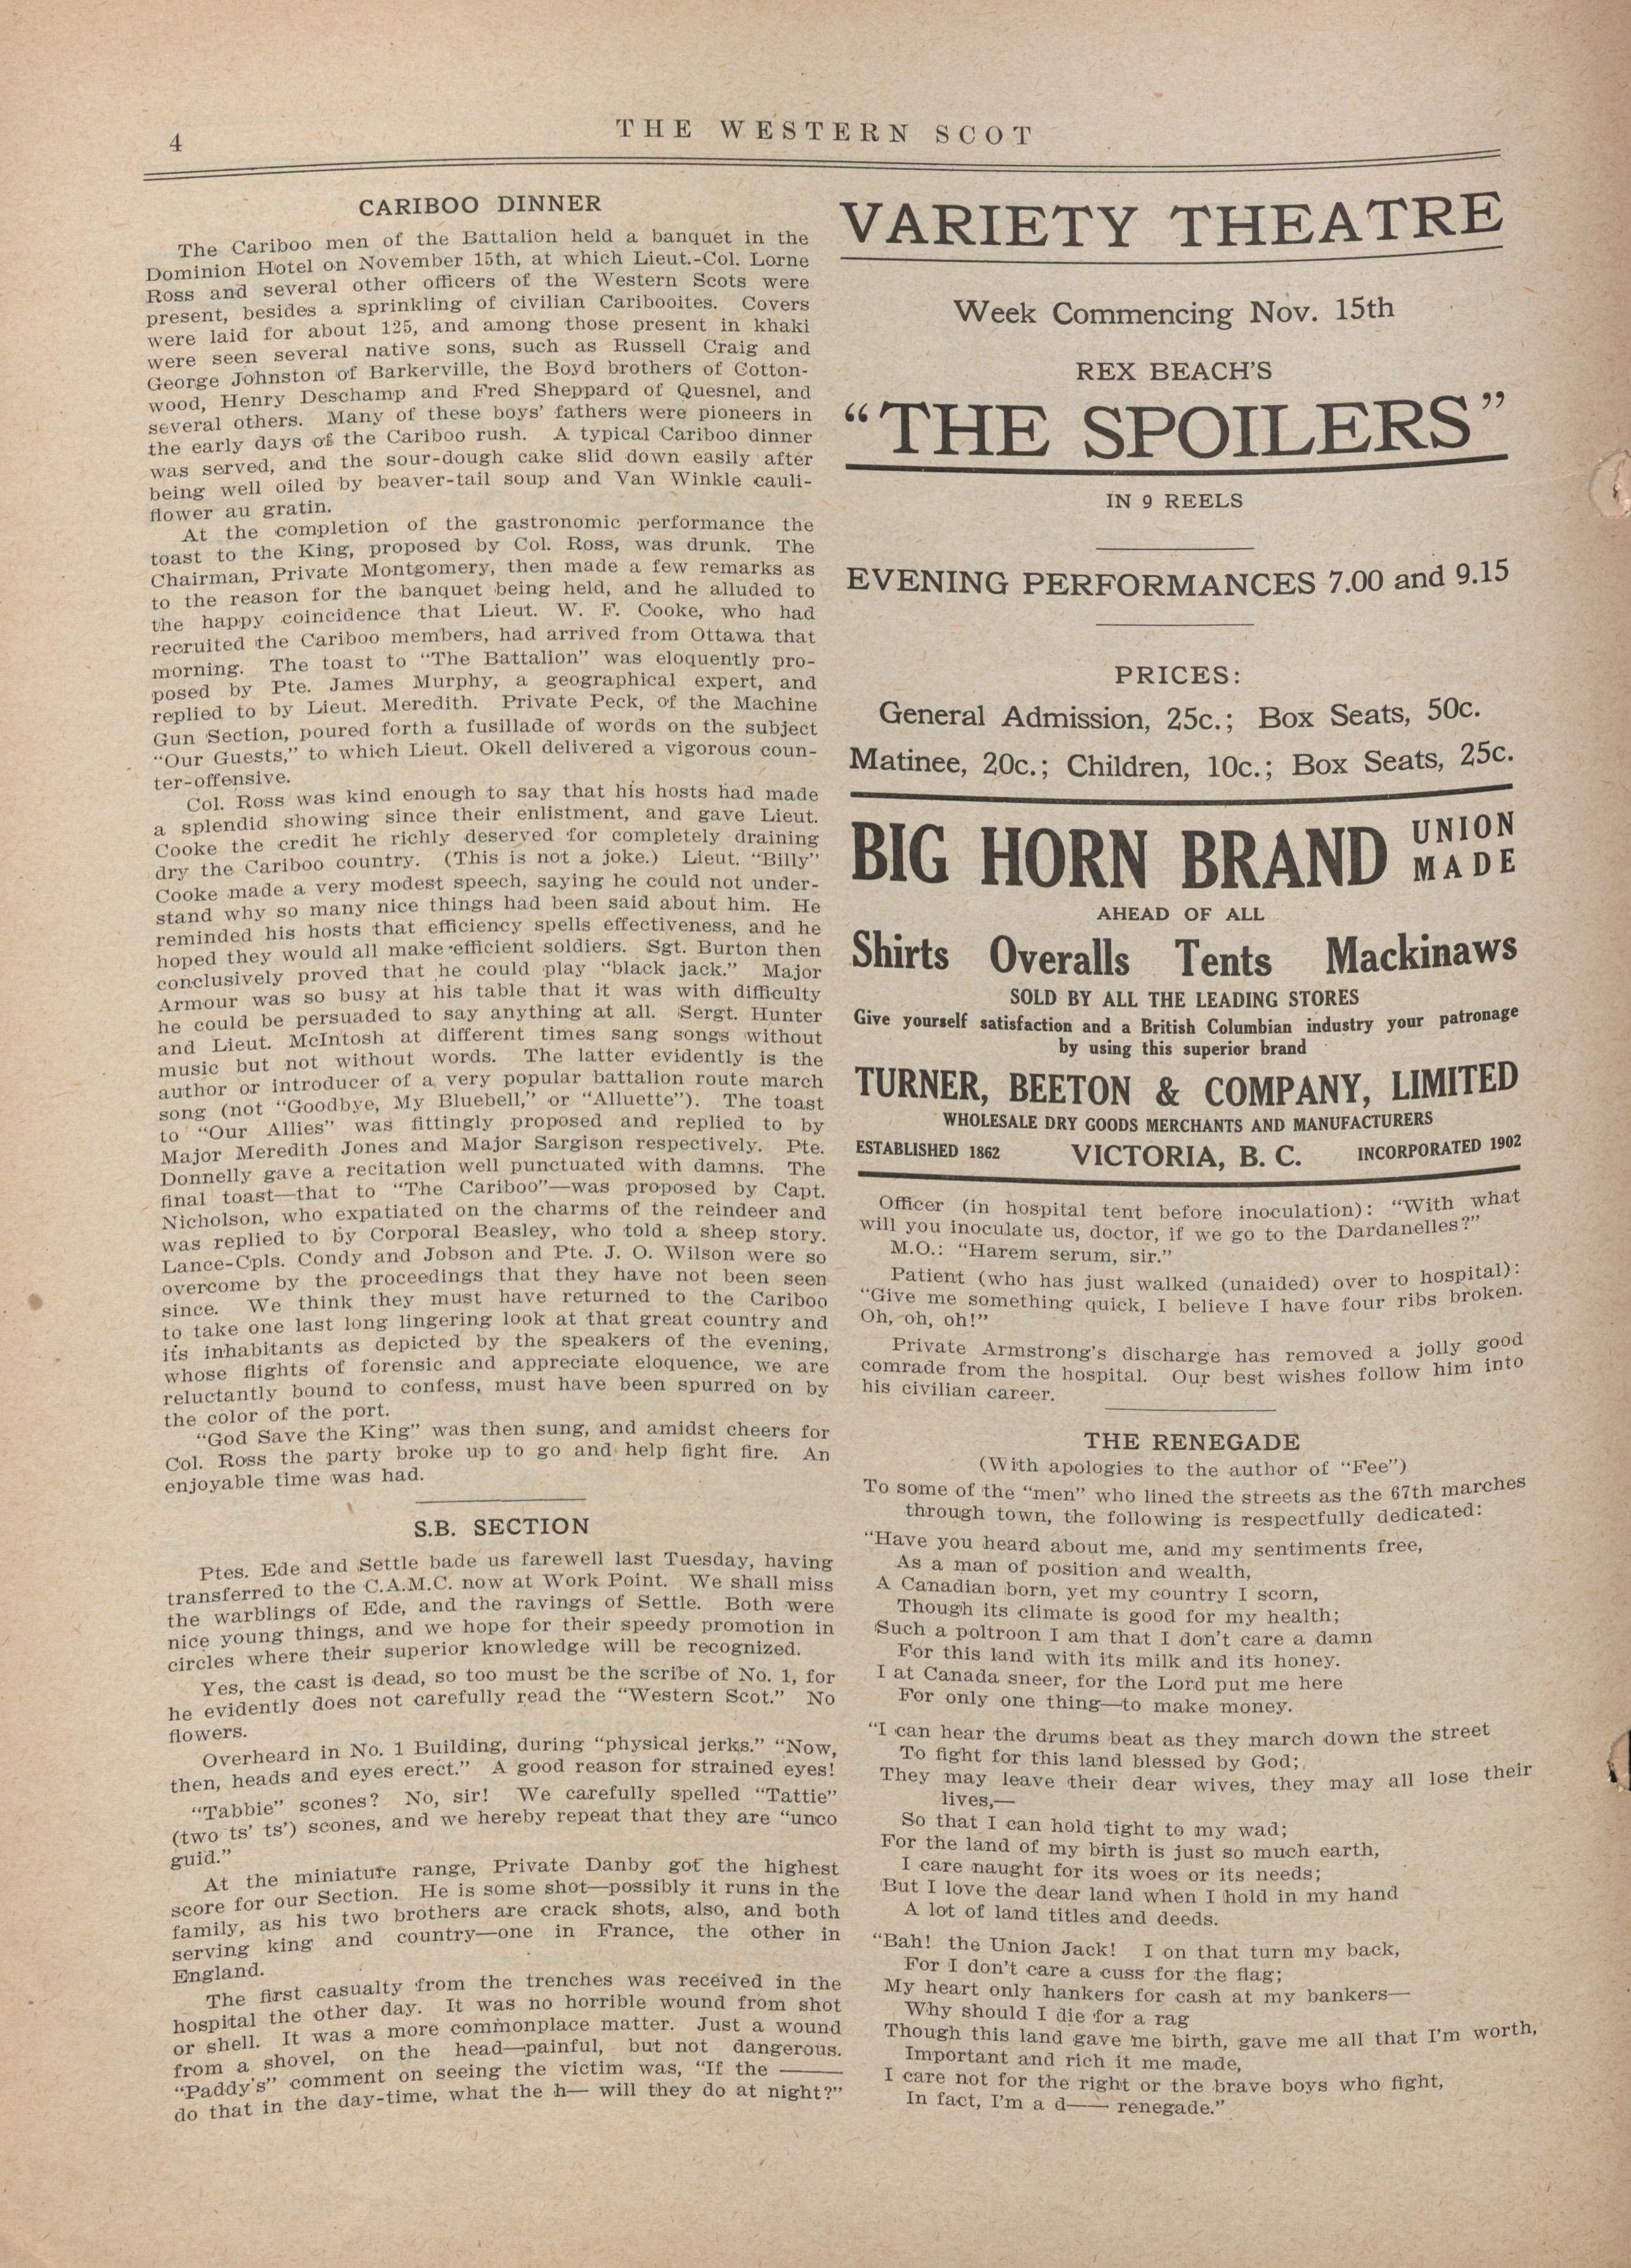 4
THE WESTERN SCOT
CARIBOO DINNER
The Cariboo men of the Battalion held a banquet in the
Dominion Hotel on November 15th, at which Lieut.-Col. Lorne
Ross and several other officers of the Western Scots were
present, besides a sprinkling of civilian Caribooites. Covers
were laid for about 125, and among those present in khaki
were seen several native sons, such as Russell Craig and
George Johnston of Barkerville, the Boyd brothers of Cotton-
wood, Henry Deschamp and Fred Sheppard of Quesnel, and
several others. Many of these boys' fathers were pioneers in
the early days of the Cariboo rush. A typical Cariboo dinner
was served, and the sour-dough cake slid down easily after
being well oiled by beaver-tail soup and Van Winkle cauli-
flower au gratin.
At the completion of the gastronomic performance the
toast to the King, proposed by Col. Ross, was drunk. The
Chairman, Private Montgomery, then made a few remarks as
to the reason for the banquet being held, and he alluded to
the happy coincidence that Lieut. W. F. Cooke, who had
recruited the Cariboo members, had arrived from Ottawa that
morning. The toast to "The Battalion" was eloquently pro-
posed by Pte. James Murphy, a geographical expert, and
replied to by Lieut. Meredith. Private Peck, of the Machine
Gun Section, poured forth a fusillade of words on the subject
"Our Guests," to which Lieut. Okell delivered a vigorous coun-
ter-offensive.
Col. Ross was kind enough to say that his hosts had made
a splendid showing since their enlistment, and gave Lieut.
Cooke the credit he richly deserved for completely draining
dry the Cariboo country. (This is not a joke.) Lieut. "Billy"
Cooke made a very modest speech, saying he could not under-
stand why so many nice things had been said about him. He
reminded his hosts that efficiency spells effectiveness, and he
hoped they would all make efficient soldiers. Sgt. Burton then
conclusively proved that he could play "black jack." Major
Armour was so busy at his table that it was with difficulty
he could be persuaded to say anything at all. Sergt. Hunter
and Lieut. McIntosh at different times sang songs without
music but not without words. The latter evidently is the
author or introducer of a very popular battalion route march
song (not "Goodbye, My Bluebell," or "Alluette"). The toast
to "Our Allies" was fittingly proposed and replied to by
Major Meredith Jones and Major Sargison respectively. Pte.
Donnelly gave a recitation well punctuated with damns. The
final toast—that to "The Cariboo"—was proposed by Capt.
Nicholson, who expatiated on the charms of the reindeer and
was replied to by Corporal Beasley, who told a sheep story.
Lance-Cpls. Condy and Jobson and Pte. J. O. Wilson were so
overcome by the proceedings that they have not been seen
since. We think they must have returned to the Cariboo
to take one last long lingering look at that great country and
its inhabitants as depicted by the speakers of the evening,
whose flights of forensic and appreciate eloquence, we are
reluctantly bound to confess, must have been spurred on by
the color of the port.
"God Save the King" was then sung, and amidst cheers for
Col. Ross the party broke up to go and help fight fire. An
enjoyable time was had.
S.B. SECTION
Ptes. Ede and Settle bade us farewell last Tuesday, having
transferred to the C.A.M.C. now at Work Point. We shall miss
the warblings of Ede, and the ravings of Settle. Both were
nice young things, and we hope for their speedy promotion in
circles where their superior knowledge will be recognized.
Yes, the cast is dead, so too must be the scribe of No. 1, for
he evidently does not carefully read the "Western Scot." No
flowers.
Overheard in No. 1 Building, during "physical jerks." "Now,
then, heads and eyes erect." A good reason for strained eyes!
"Tabbie" scones? No, sir! We carefully spelled "Tattie"
(two ts' ts') scones, and we hereby repeat that they are "unco
guid."
At the miniature range, Private Danby got the highest
score for our Section. He is some shot—possibly it runs in the
family, as his two brothers are crack shots, also, and both
serving king and country—one in France, the other in
England.
The first casualty from the trenches was received in the
hospital the other day. It was no horrible wound from shot
or shell. It was a more commonplace matter. Just a wound
from a shovel, on the head—painful, but not dangerous.
"Paddy's" comment on seeing the victim was, "If the ———
do that in the day-time, what the h— will they do at night?"
VARIETY THEATRE
Week Commencing Nov. 15th
REX BEACH'S
"THE SPOILERS"
IN 9 REELS
EVENING PERFORMANCES 7.00 and 9.15
PRICES:
General Admission, 25c.; Box Seats, 50c.
Matinee, 20c.; Children, 10c.; Box Seats, 25c.
BIG HORN BRAND UNION MADE
AHEAD OF ALL
Shirts Overalls Tents Mackinaws
SOLD BY ALL THE LEADING STORES
Give yourself satisfaction and a British Columbian industry your patronage
by using this superior brand
TURNER, BEETON & COMPANY, LIMITED
WHOLESALE DRY GOODS MERCHANTS AND MANUFACTURERS
ESTABLISHED 1862 VICTORIA, B. C. INCORPORATED 1902
Officer (in hospital tent before inoculation): "With what
will you inoculate us, doctor, if we go to the Dardanelles?"
M.O.: "Harem serum, sir."
Patient (who has just walked (unaided) over to hospital):
"Give me something quick, I believe I have four ribs broken.
Oh, oh, oh!"
Private Armstrong's discharge has removed a jolly good
comrade from the hospital. Our best wishes follow him into
his civilian career.
THE RENEGADE
(With apologies to the author of "Fee")
To some of the "men" who lined the streets as the 67th marches
through town, the following is respectfully dedicated:
"Have you heard about me, and my sentiments free,
As a man of position and wealth,
A Canadian born, yet my country I scorn,
Though its climate is good for my health;
Such a poltroon I am that I don't care a damn
For this land with its milk and its honey.
I at Canada sneer, for the Lord put me here
For only one thing—to make money.
"I can hear the drums beat as they march down the street
To fight for this land blessed by God;
They may leave their dear wives, they may all lose their
lives,—
So that I can hold tight to my wad;
For the land of my birth is just so much earth,
I care naught for its woes or its needs;
But I love the dear land when I hold in my hand
A lot of land titles and deeds.
"Bah! the Union Jack! I on that turn my back,
For I don't care a cuss for the flag;
My heart only hankers for cash at my bankers—
Why should I die for a rag
Though this land gave me birth, gave me all that I'm worth,
Important and rich it me made,
I care not for the right or the brave boys who fight,
In fact, I'm a d—— renegade."